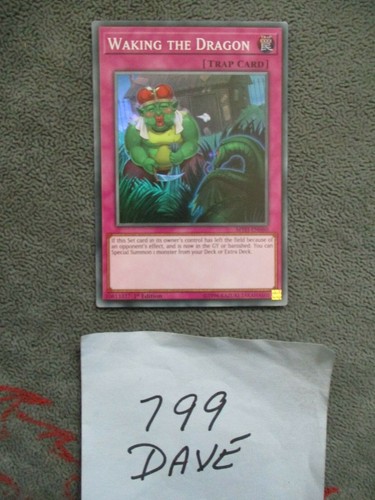 WAKING THE DRAGON
[TRAP CARD]
If this Set card in its owner's control has left the field because of
an opponent's effect, and is now in the GY or banished: You can
Special Summon 1 monster from your Deck or Extra Deck.
1st Edition
799
DAVE